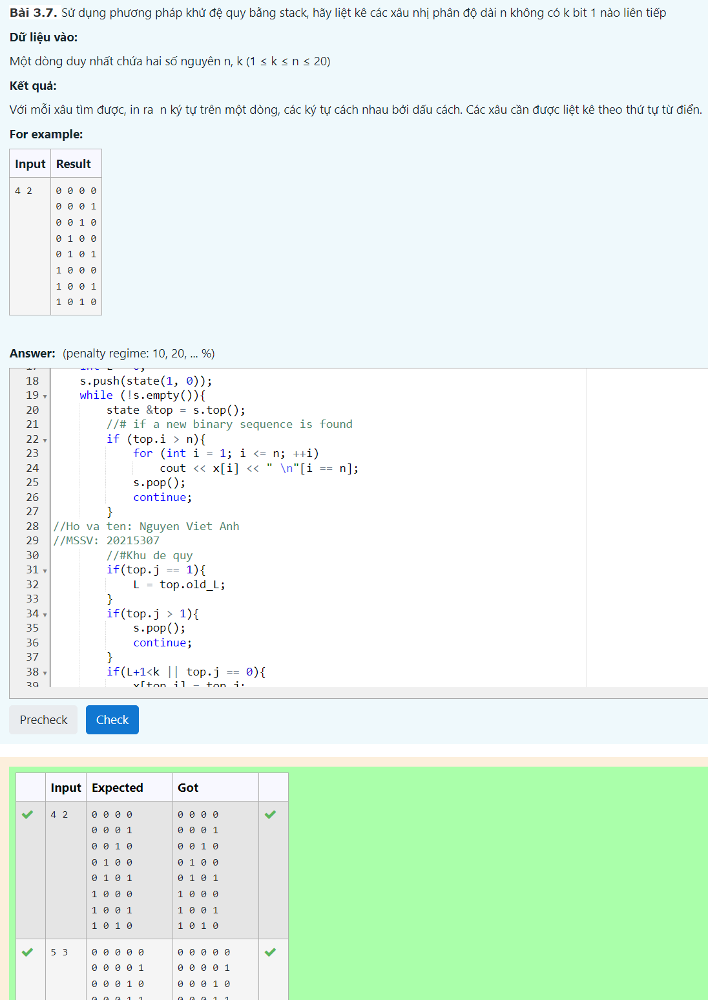 Bài 3.7. Sử dụng phương pháp khử đệ quy bằng stack, hãy liệt kê các xâu nhị phân độ dài n không có k bit 1 nào liên tiếp
Dữ liệu vào:
Một dòng duy nhất chứa hai số nguyên n, k (1 ≤ k ≤ n ≤ 20)
Kết quả:
Với mỗi xâu tìm được, in ra  n ký tự trên một dòng, các ký tự cách nhau bởi dấu cách. Các xâu cần được liệt kê theo thứ tự từ điển.
For example:
Input Result
4 2 0 0 0 0
0 0 0 1
0 0 1 0
0 1 0 0
0 1 0 1
1 0 0 0
1 0 0 1
1 0 1 0
Answer: (penalty regime: 10, 20, ... %)
18 s.push(state(1, 0));
19 while (!s.empty()){
20 state &top = s.top();
21 //# if a new binary sequence is found
22 if (top.i > n){
23 for (int i = 1; i <= n; ++i)
24 cout << x[i] << " \n"[i == n];
25 s.pop();
26 continue;
27 }
28 //Ho va ten: Nguyen Viet Anh
29 //MSSV: 20215307
30 //#Khu de quy
31 if(top.j == 1){
32 L = top.old_L;
33 }
34 if(top.j > 1){
35 s.pop();
36 continue;
37 }
38 if(L+1<k || top.j == 0){
39 x[top.i] = top.j;
Precheck Check
Input Expected Got
4 2 0 0 0 0 0 0 0 0
0 0 0 1 0 0 0 1
0 0 1 0 0 0 1 0
0 1 0 0 0 1 0 0
0 1 0 1 0 1 0 1
1 0 0 0 1 0 0 0
1 0 0 1 1 0 0 1
1 0 1 0 1 0 1 0
5 3 0 0 0 0 0 0 0 0 0 0
0 0 0 0 1 0 0 0 0 1
0 0 0 1 0 0 0 0 1 0
0 0 0 1 1 0 0 0 1 1